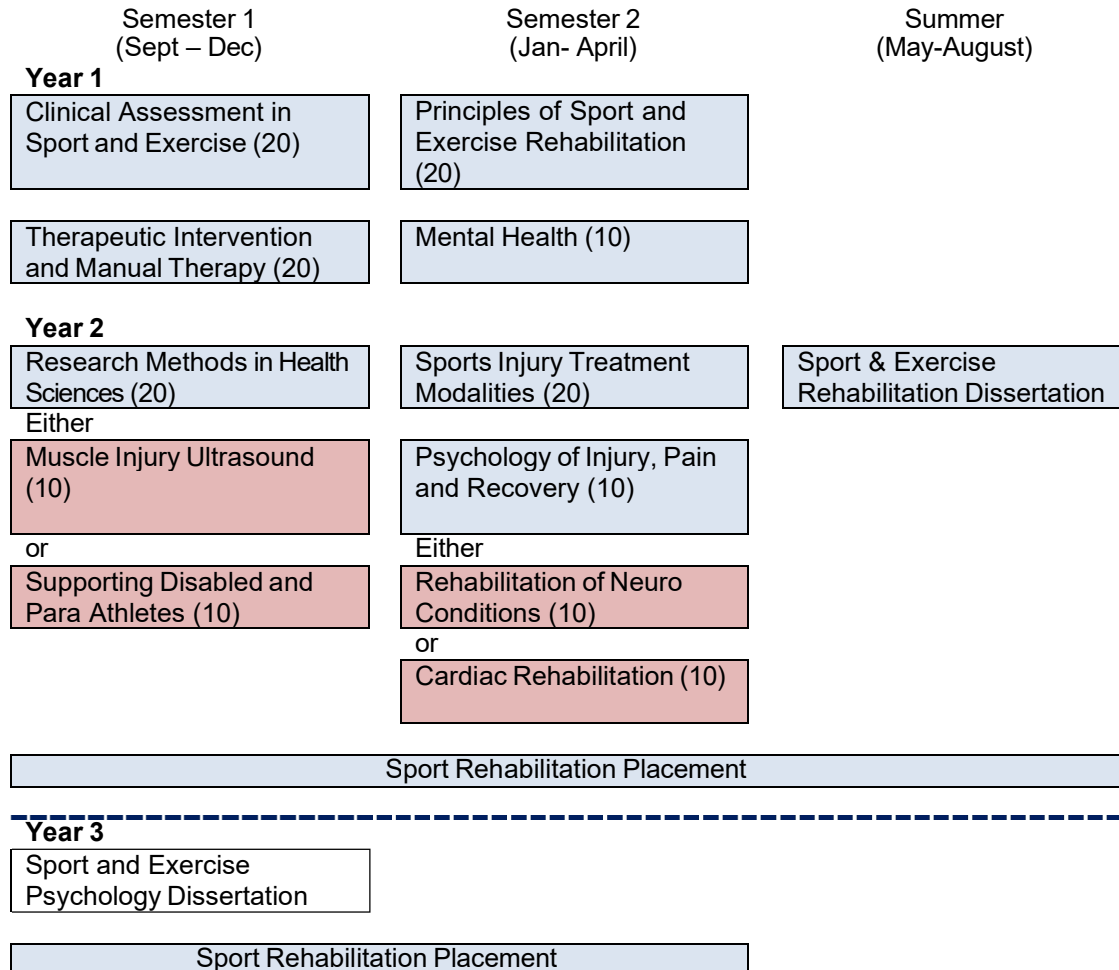 Semester 1
(Sept – Dec)
Semester 2
(Jan- April)
Summer
(May-August)
Year 1
Clinical Assessment in
Sport and Exercise (20)
Principles of Sport and
Exercise Rehabilitation
(20)
Therapeutic Intervention
and Manual Therapy (20)
Mental Health (10)
Year 2
Research Methods in Health
Sciences (20)
Sports Injury Treatment
Modalities (20)
Sport & Exercise
Rehabilitation Dissertation
Either
Muscle Injury Ultrasound
(10)
Psychology of Injury, Pain
and Recovery (10)
or
Either
Supporting Disabled and
Para Athletes (10)
Rehabilitation of Neuro
Conditions (10)
or
Cardiac Rehabilitation (10)
Sport Rehabilitation Placement
Year 3
Sport and Exercise
Psychology Dissertation
Sport Rehabilitation Placement